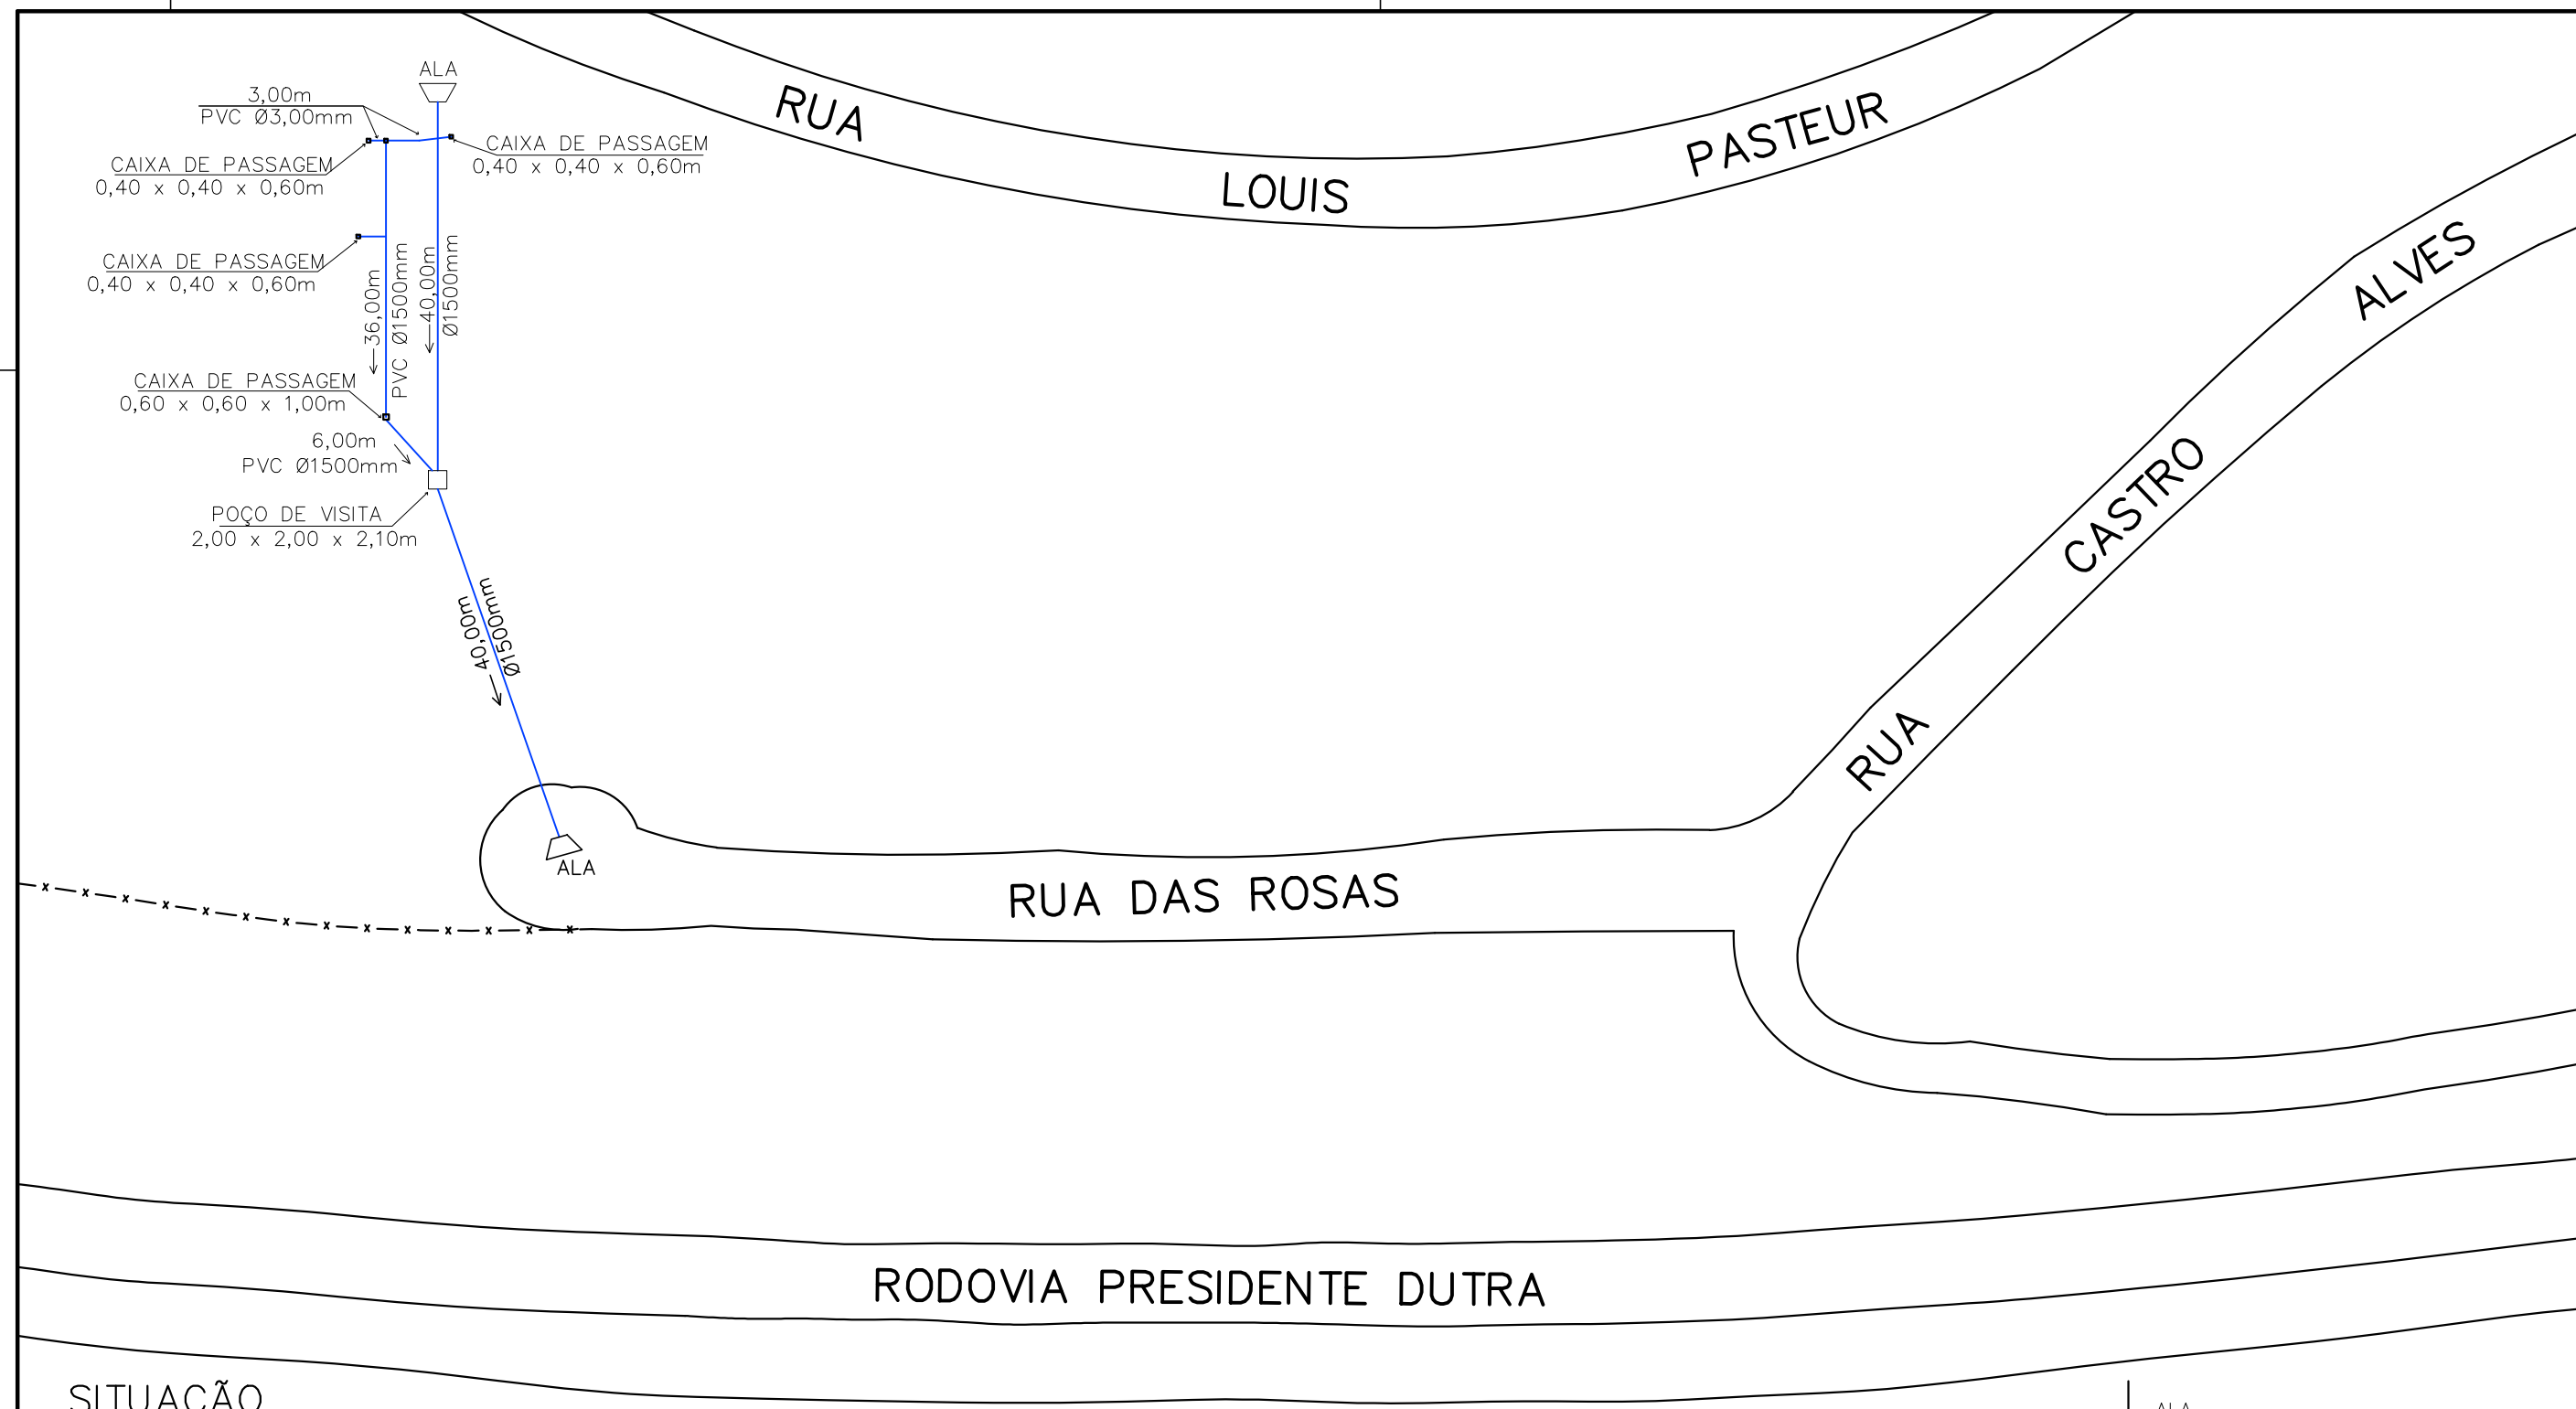 ALA
3,00m
PVC Ø3,00mm
CAIXA DE PASSAGEM
0,40 x 0,40 x 0,60m
CAIXA DE PASSAGEM
0,40 x 0,40 x 0,60m
CAIXA DE PASSAGEM
0,40 x 0,40 x 0,60m
36,00m
PVC Ø1500mm
40,00m
Ø1500mm
CAIXA DE PASSAGEM
0,60 x 0,60 x 1,00m
6,00m
PVC Ø1500mm
POÇO DE VISITA
2,00 x 2,00 x 2,10m
40,00m
Ø1500mm
ALA
RUA LOUIS PASTEUR
RUA CASTRO ALVES
RUA DAS ROSAS
RODOVIA PRESIDENTE DUTRA
SITUAÇÃO
ALA